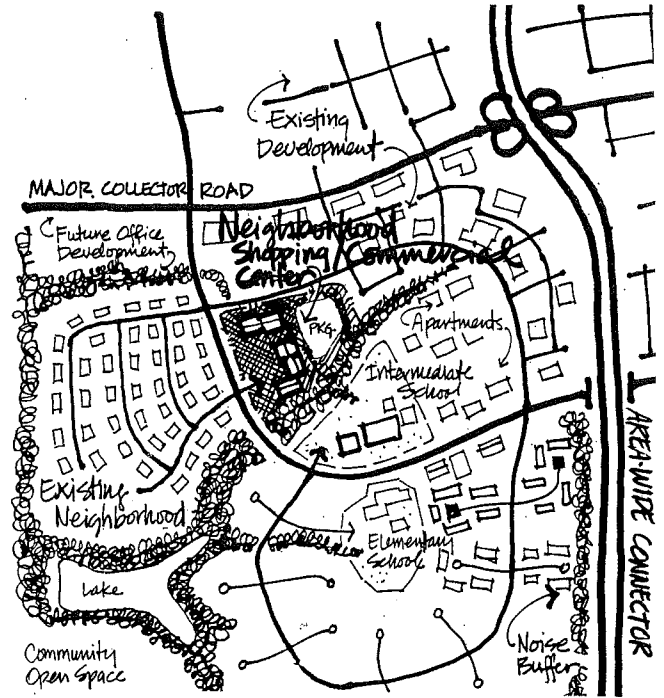 Existing
Development
MAJOR COLLECTOR ROAD
Future Office
Development
Neighborhood
Shopping/Commercial
Center
PKG.
Apartments
Intermediate
School
AREA-WIDE CONNECTOR
Existing
Neighborhood
Elementary
School
Lake
Community
Open Space
Noise
Buffer